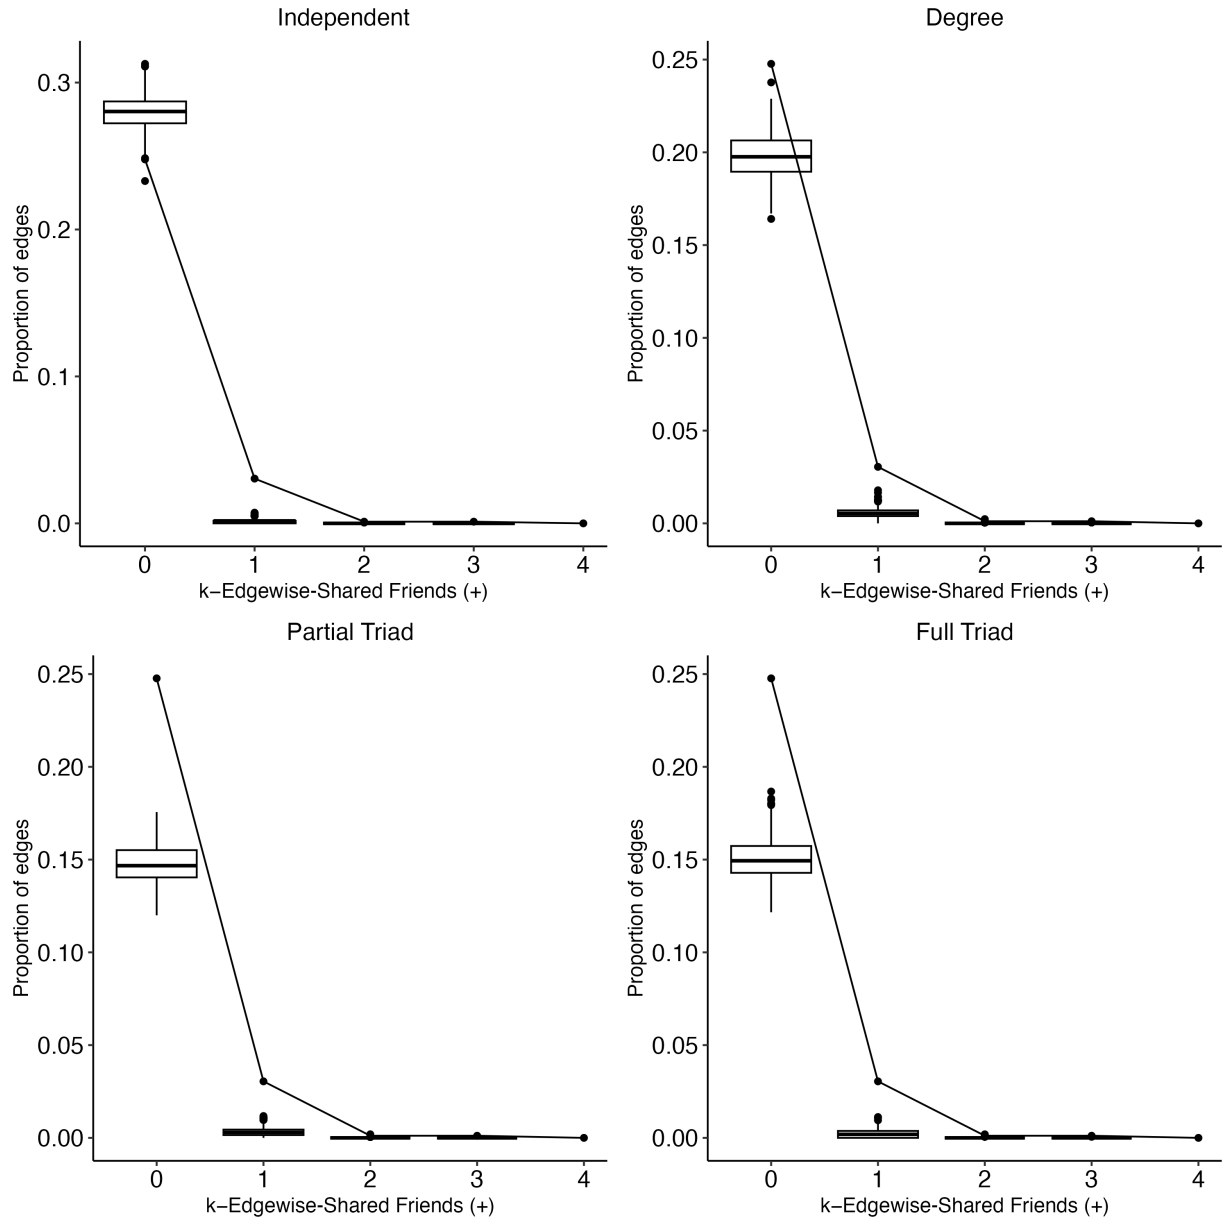 Independent
Proportion of edges
0.3
0.2
0.1
0.0
0 1 2 3 4
k−Edgewise-Shared Friends (+)
Degree
Proportion of edges
0.25
0.20
0.15
0.10
0.05
0.00
0 1 2 3 4
k−Edgewise-Shared Friends (+)
Partial Triad
Proportion of edges
0.25
0.20
0.15
0.10
0.05
0.00
0 1 2 3 4
k−Edgewise-Shared Friends (+)
Full Triad
Proportion of edges
0.25
0.20
0.15
0.10
0.05
0.00
0 1 2 3 4
k−Edgewise-Shared Friends (+)